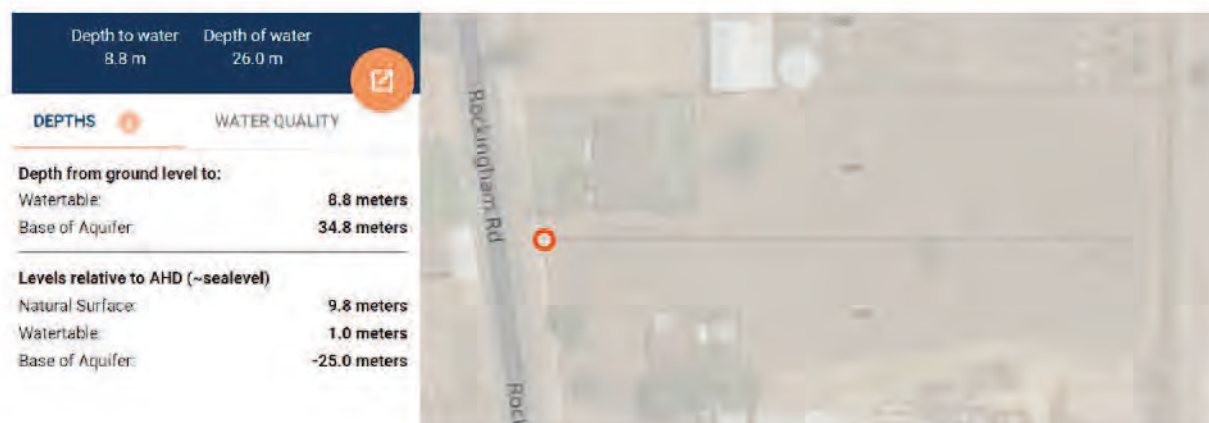 Depth to water Depth of water
8.8 m 26.0 m
DEPTHS WATER QUALITY
Depth from ground level to:
Watertable: 8.8 meters
Base of Aquifer: 34.8 meters
Levels relative to AHD (~sealevel)
Natural Surface: 9.8 meters
Watertable: 1.0 meters
Base of Aquifer: -25.0 meters
Rockingham Rd
Rock